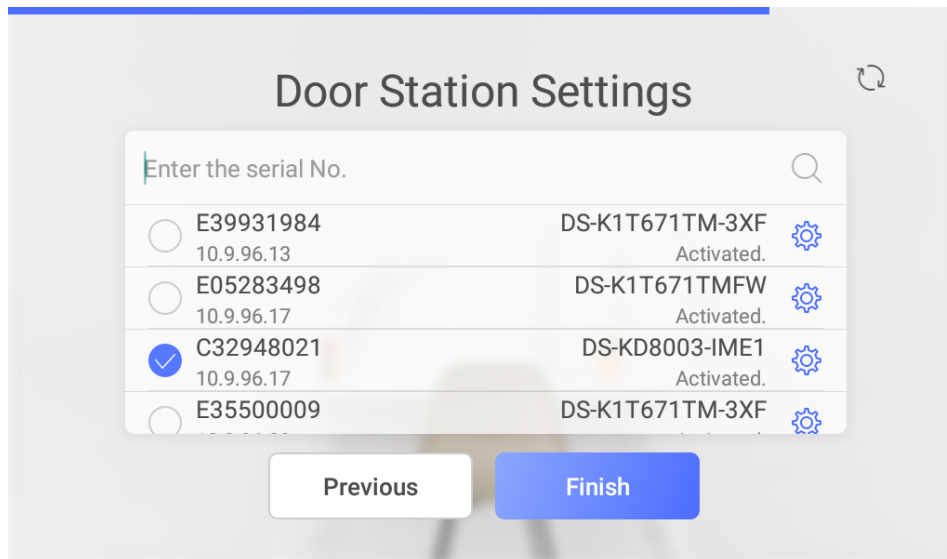 Door Station Settings
Enter the serial No.
E39931984 DS-K1T671TM-3XF
10.9.96.13 Activated.
E05283498 DS-K1T671TMFW
10.9.96.17 Activated.
C32948021 DS-KD8003-IME1
10.9.96.17 Activated.
E35500009 DS-K1T671TM-3XF
Previous Finish